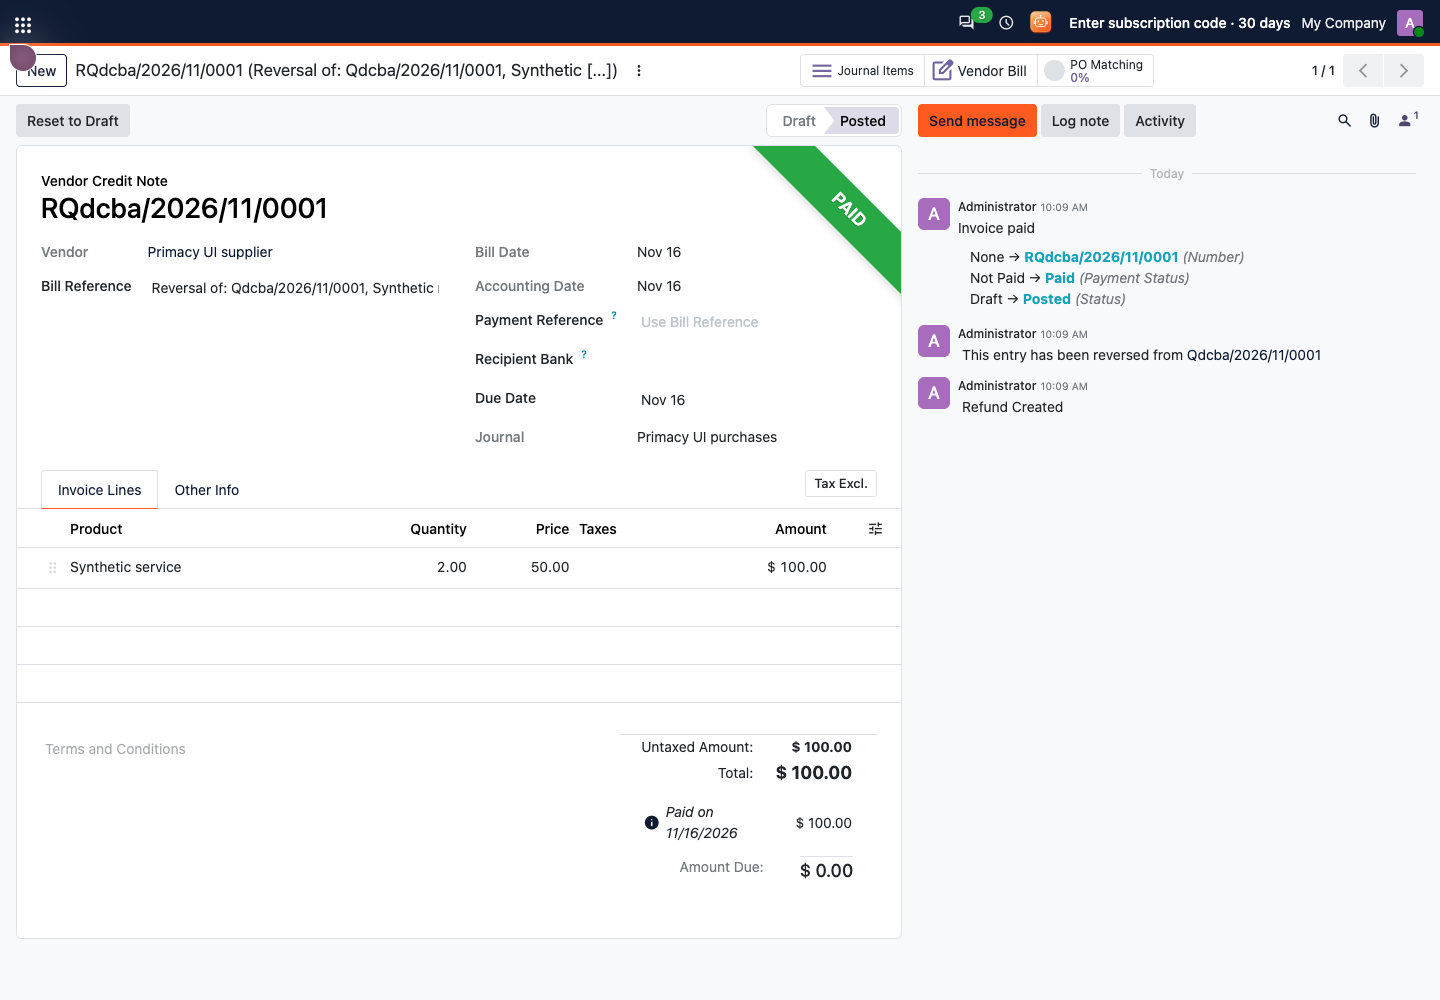 3
Enter subscription code · 30 days
My Company
A
New
RQdcba/2026/11/0001 (Reversal of: Qdcba/2026/11/0001, Synthetic [...])
Journal Items
Vendor Bill
PO Matching
0%
1 / 1
Reset to Draft
Draft
Posted
Send message
Log note
Activity
1
PAID
Vendor Credit Note
RQdcba/2026/11/0001
Vendor
Primacy UI supplier
Bill Reference
Reversal of: Qdcba/2026/11/0001, Synthetic
Bill Date
Nov 16
Accounting Date
Nov 16
Payment Reference ?
Use Bill Reference
Recipient Bank ?
Due Date
Nov 16
Journal
Primacy UI purchases
Invoice Lines
Other Info
Tax Excl.
Product Quantity Price Taxes Amount
Synthetic service 2.00 50.00 $ 100.00
Terms and Conditions
Untaxed Amount: $ 100.00
Total: $ 100.00
Paid on
11/16/2026
$ 100.00
Amount Due: $ 0.00
Today
A
Administrator 10:09 AM
Invoice paid
None → RQdcba/2026/11/0001 (Number)
Not Paid → Paid (Payment Status)
Draft → Posted (Status)
A
Administrator 10:09 AM
This entry has been reversed from Qdcba/2026/11/0001
A
Administrator 10:09 AM
Refund Created